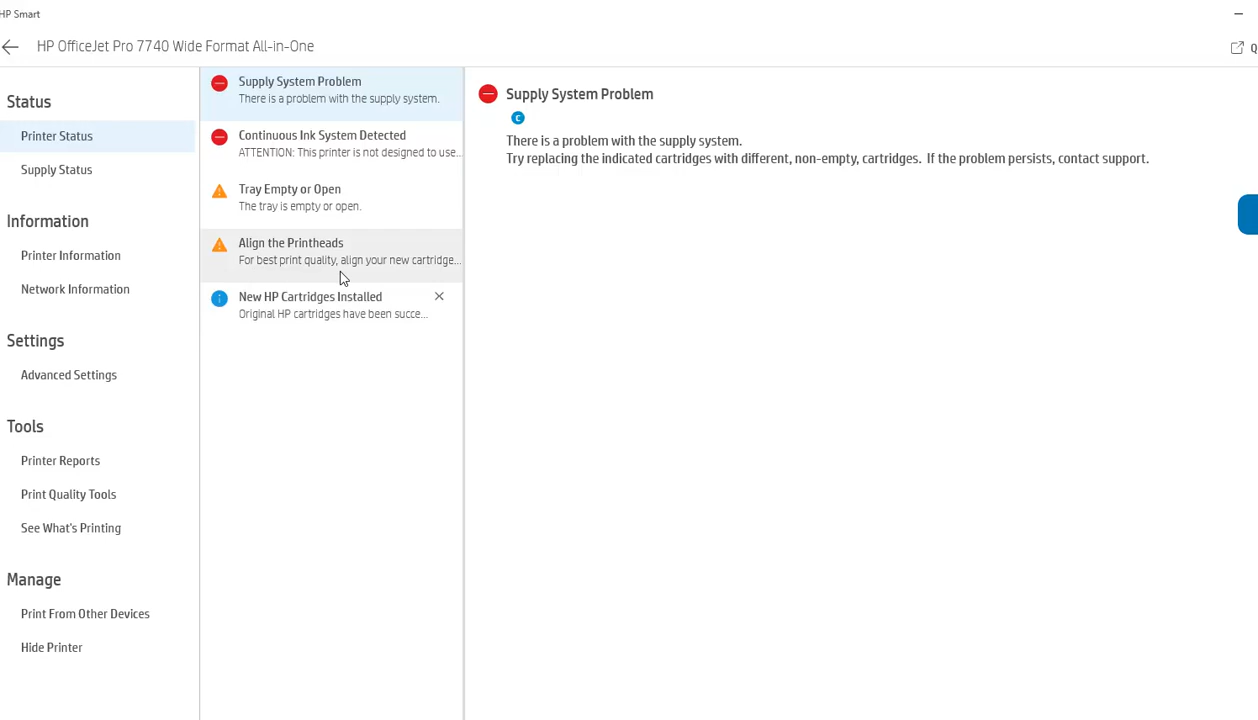 HP Smart
HP OfficeJet Pro 7740 Wide Format All-in-One
Status
Printer Status
Supply Status
Information
Printer Information
Network Information
Settings
Advanced Settings
Tools
Printer Reports
Print Quality Tools
See What's Printing
Manage
Print From Other Devices
Hide Printer
Supply System Problem
There is a problem with the supply system.
Continuous Ink System Detected
ATTENTION: This printer is not designed to use...
Tray Empty or Open
The tray is empty or open.
Align the Printheads
For best print quality, align your new cartridge...
New HP Cartridges Installed
Original HP cartridges have been succe...
Supply System Problem
C
There is a problem with the supply system.
Try replacing the indicated cartridges with different, non-empty, cartridges. If the problem persists, contact support.